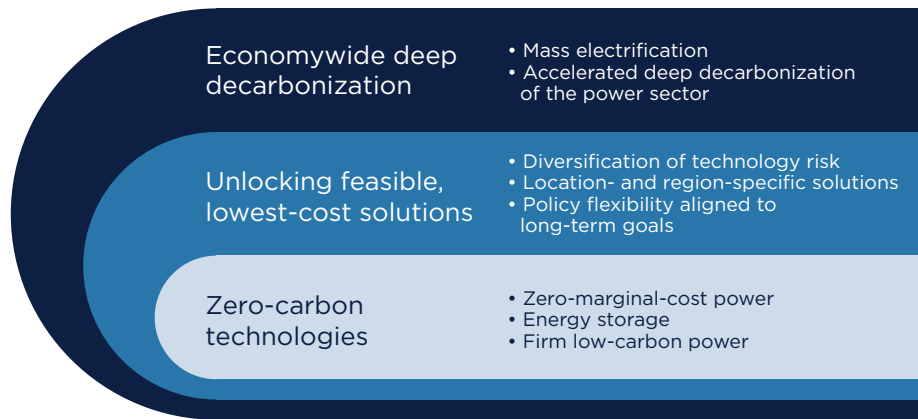 Economywide deep
decarbonization
• Mass electrification
• Accelerated deep decarbonization
of the power sector
Unlocking feasible,
lowest-cost solutions
• Diversification of technology risk
• Location- and region-specific solutions
• Policy flexibility aligned to
long-term goals
Zero-carbon
technologies
• Zero-marginal-cost power
• Energy storage
• Firm low-carbon power